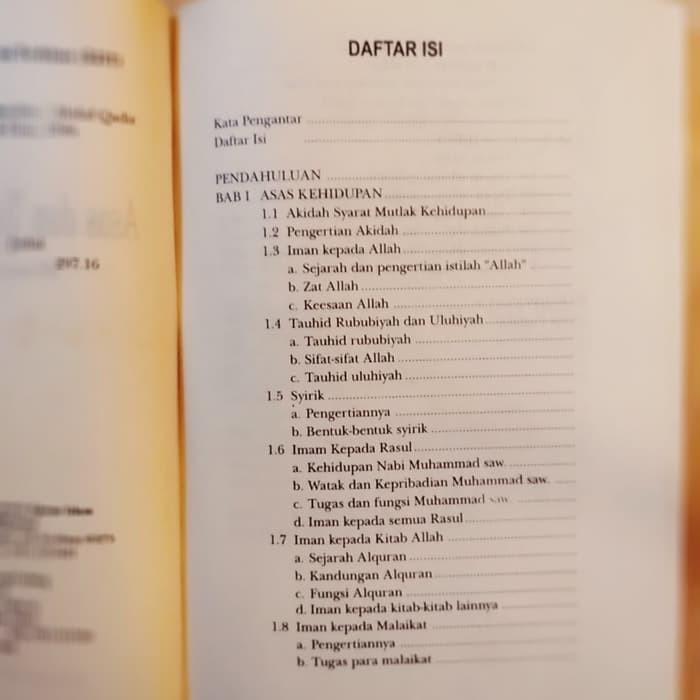 297.16
DAFTAR ISI
Kata Pengantar
Daftar Isi
PENDAHULUAN
BAB I ASAS KEHIDUPAN
1.1 Akidah Syarat Mutlak Kehidupan
1.2 Pengertian Akidah
1.3 Iman kepada Allah
a. Sejarah dan pengertian istilah "Allah"
b. Zat Allah
c. Keesaan Allah
1.4 Tauhid Rububiyah dan Uluhiyah
a. Tauhid rububiyah
b. Sifat-sifat Allah
c. Tauhid uluhiyah
1.5 Syirik
a. Pengertiannya
b. Bentuk-bentuk syirik
1.6 Imam Kepada Rasul
a. Kehidupan Nabi Muhammad saw.
b. Watak dan Kepribadian Muhammad saw.
c. Tugas dan fungsi Muhammad saw.
d. Iman kepada semua Rasul
1.7 Iman kepada Kitab Allah
a. Sejarah Alquran
b. Kandungan Alquran
c. Fungsi Alquran
d. Iman kepada kitab-kitab lainnya
1.8 Iman kepada Malaikat
a. Pengertiannya
b. Tugas para malaikat